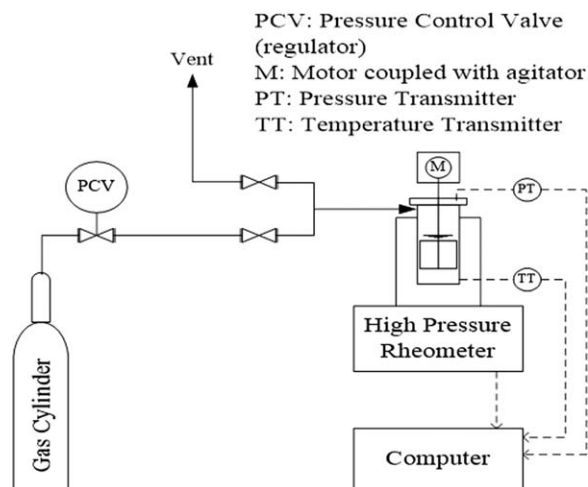 PCV: Pressure Control Valve
(regulator)
M: Motor coupled with agitator
PT: Pressure Transmitter
TT: Temperature Transmitter
Vent
PCV
M
PT
TT
High Pressure
Rheometer
Gas Cylinder
Computer